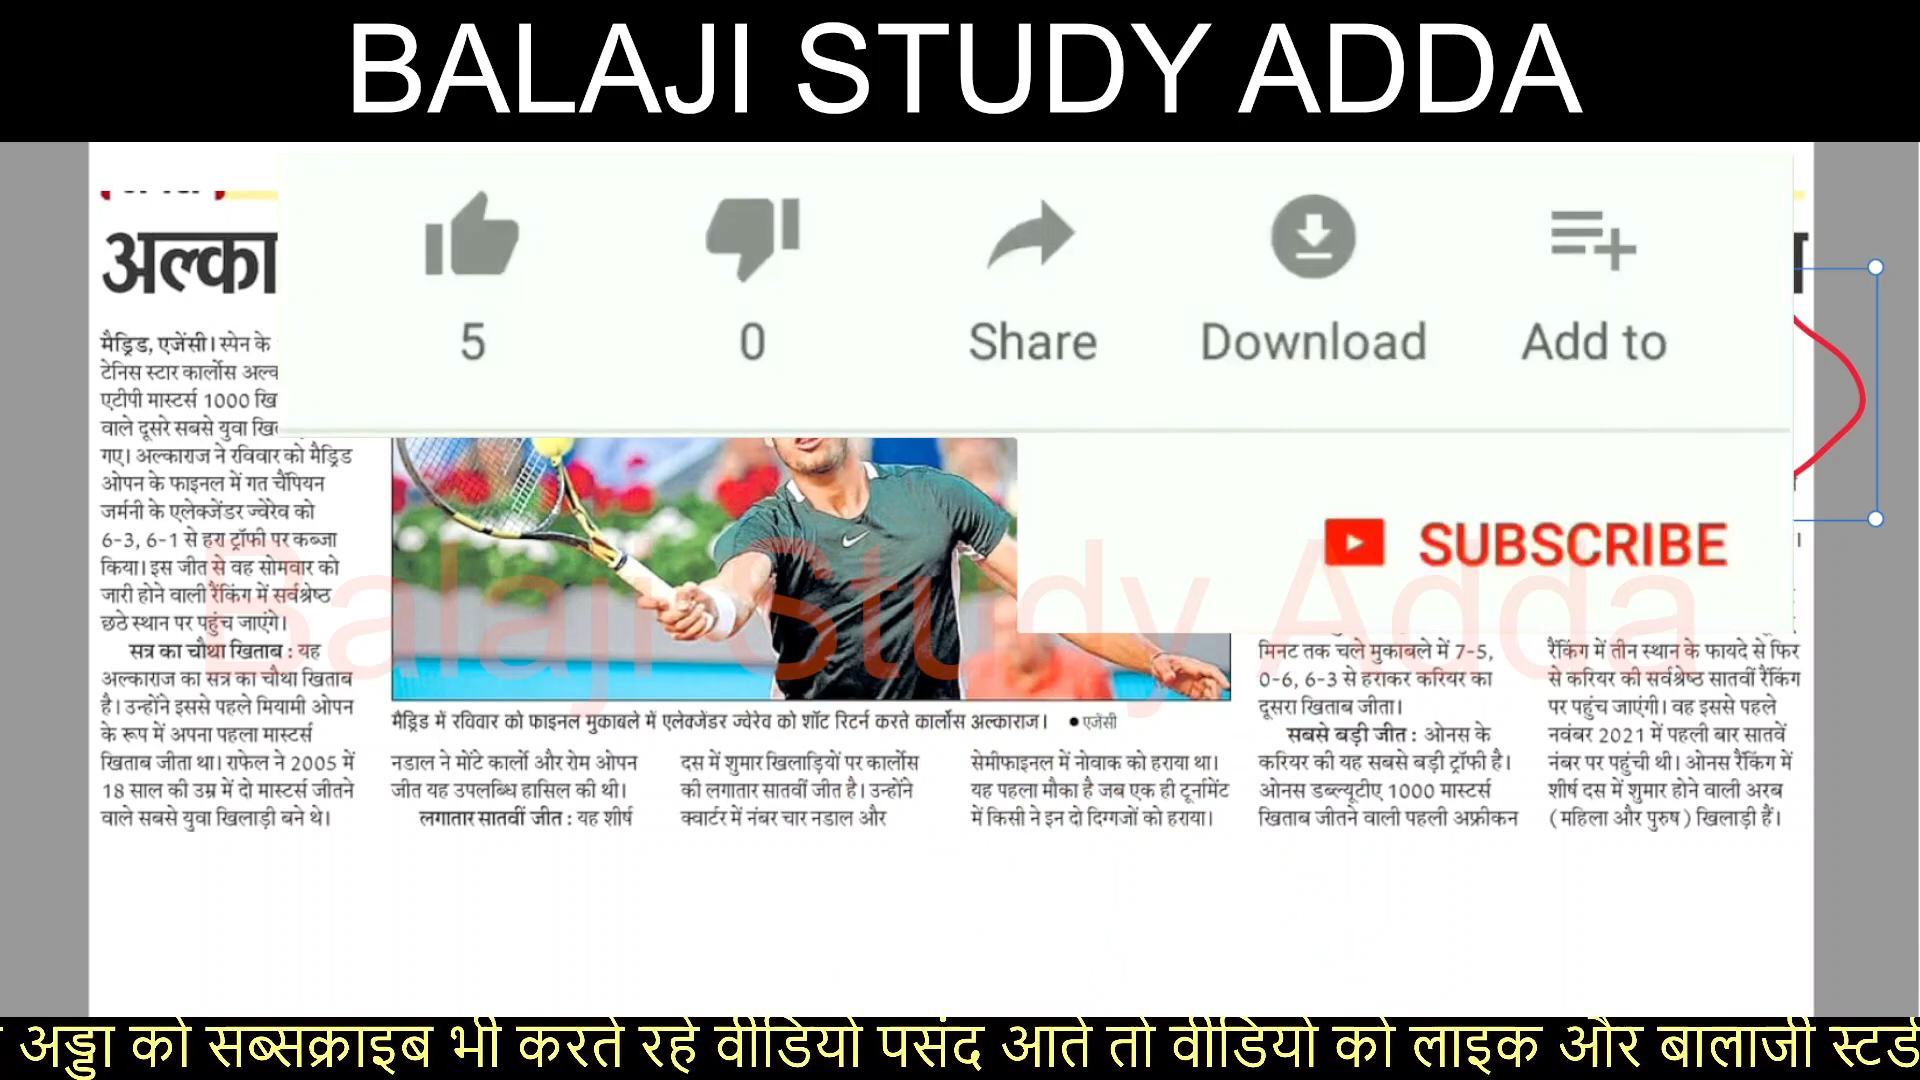 BALAJI STUDY ADDA
5
0
Share
Download
Add to
SUBSCRIBE
मैड्रिड, एजेंसी। स्पेन के
टेनिस स्टार कार्लोस
एटीपी मास्टर्स 1000
वाले दूसरे सबसे युवा
गए। अल्काराज ने रविवार को मैड्रिड
ओपन के फाइनल में गत चैंपियन
जर्मनी के एलेक्जेंडर ज्वेरेव को
6-3, 6-1 से हरा ट्रॉफी पर कब्जा
किया। इस जीत से वह सोमवार को
जारी होने वाली रैंकिंग में सर्वश्रेष्ठ
छठे स्थान पर पहुंच जाएंगे।
सत्र का चौथा खिताब : यह
अल्काराज का सत्र का चौथा खिताब
है। उन्होंने इससे पहले मियामी ओपन
के रूप में अपना पहला मास्टर्स
खिताब जीता था। राफेल ने 2005 में
18 साल की उम्र में दो मास्टर्स जीतने
वाले सबसे युवा खिलाड़ी बने थे।
मैड्रिड में रविवार को फाइनल मुकाबले में एलेक्जेंडर ज्वेरेव को शॉट रिटर्न करते कार्लोस अल्काराज। ● एजेंसी
नडाल ने मोंटे कार्लो और रोम ओपन
जीत यह उपलब्धि हासिल की थी।
लगातार सातवीं जीत : यह शीर्ष
दस में शुमार खिलाड़ियों पर कार्लोस
की लगातार सातवीं जीत है। उन्होंने
क्वार्टर में नंबर चार नडाल और
सेमीफाइनल में नोवाक को हराया था।
यह पहला मौका है जब एक ही टूर्नामेंट
में किसी ने इन दो दिग्गजों को हराया।
मिनट तक चले मुकाबले में 7-5,
0-6, 6-3 से हराकर करियर का
दूसरा खिताब जीता।
सबसे बड़ी जीत : ओनस के
करियर की यह सबसे बड़ी ट्रॉफी है।
ओनस डब्ल्यूटीए 1000 मास्टर्स
खिताब जीतने वाली पहली अफ्रीकन
रैंकिंग में तीन स्थान के फायदे से फिर
से करियर की सर्वश्रेष्ठ सातवीं रैंकिंग
पर पहुंच जाएंगी। वह इससे पहले
नवंबर 2021 में पहली बार सातवें
नंबर पर पहुंची थी। ओनस रैंकिंग में
शीर्ष दस में शुमार होने वाली अरब
(महिला और पुरुष) खिलाड़ी हैं।
Balaji Study Adda
अड्डा को सब्सक्राइब भी करते रहे वीडियो पसंद आते तो वीडियो को लाइक और बालाजी